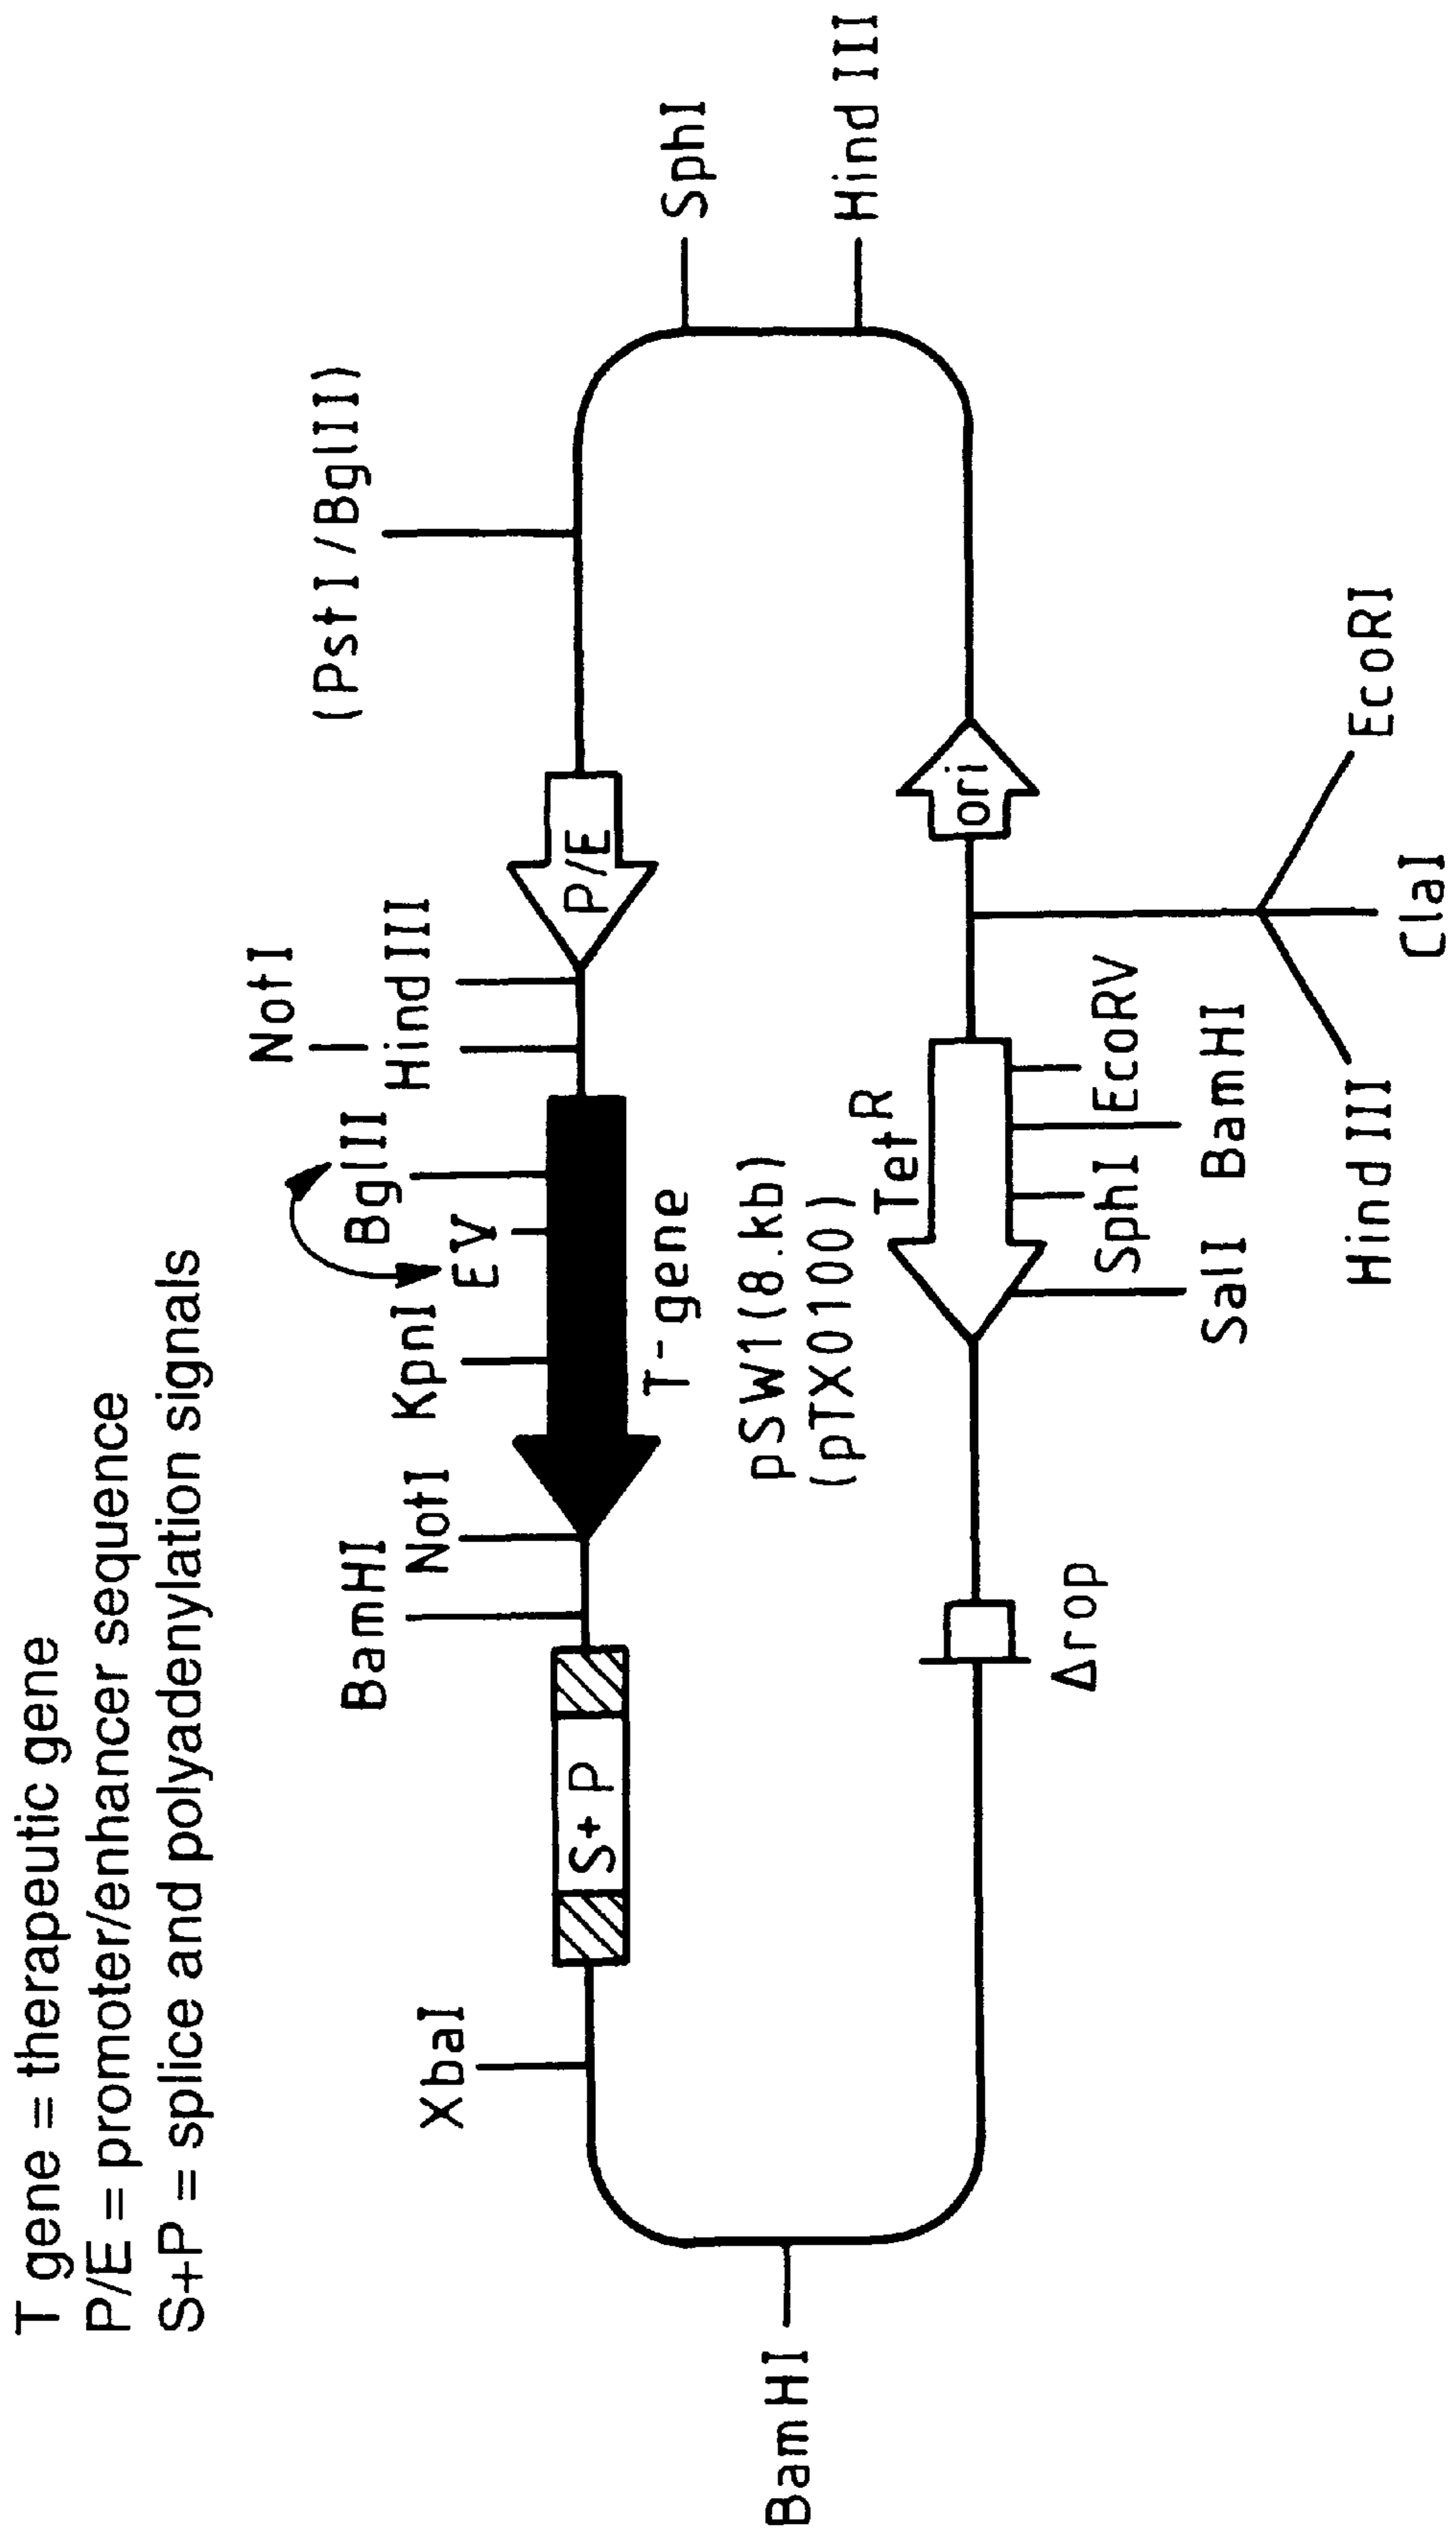 T gene = therapeutic gene
P/E = promoter/enhancer sequence
S+P = splice and polyadenylation signals
NotI
BamHI
BglII
(PstI/BglII)
XbaI
NotI
KpnI
EV
HindIII
S+ P
P/E
T-gene
SphI
BamHI
pSW1(8.kb)
(pTX0100)
Hind III
TetR
ori
Δrop
SphI
EcoRV
SalI
BamHI
Hind III
ClaI
EcoRI